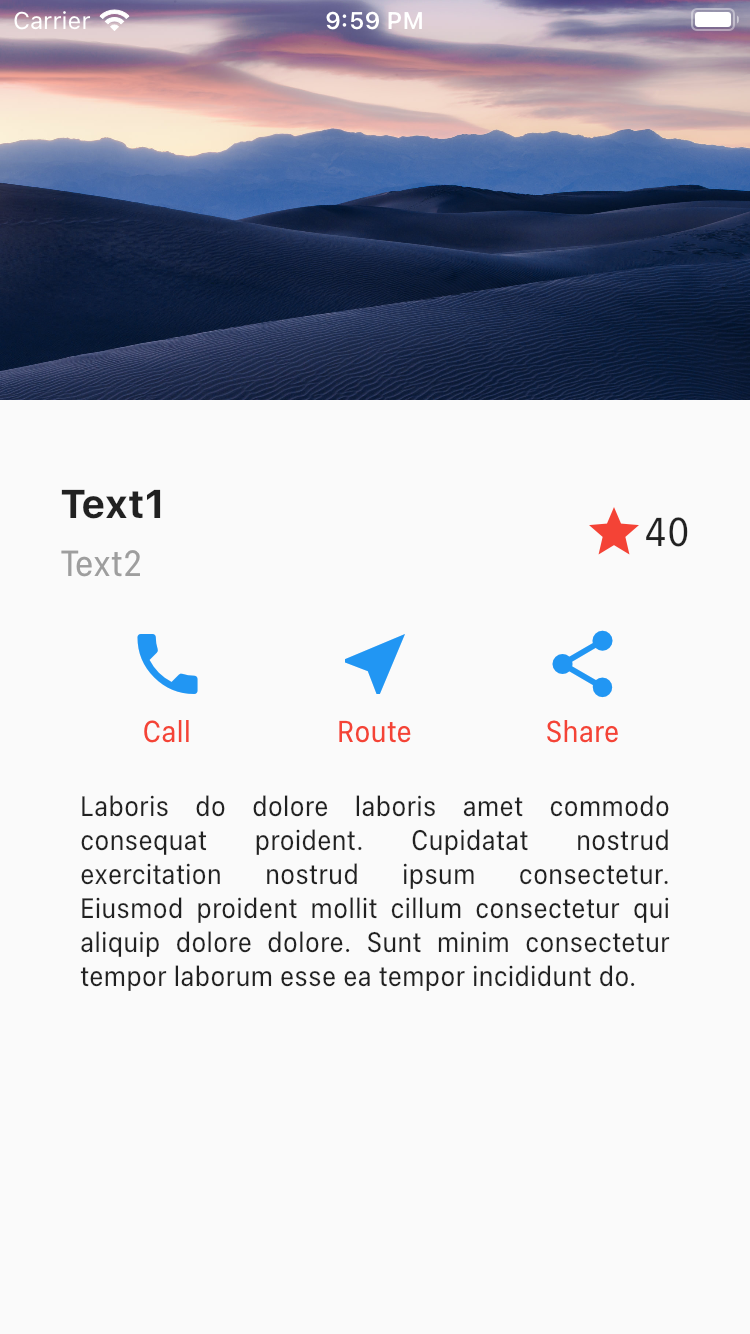 Carrier 9:59 PM
Text1
40
Text2
Call Route Share
Laboris do dolore laboris amet commodo
consequat proident. Cupidatat nostrud
exercitation nostrud ipsum consectetur.
Eiusmod proident mollit cillum consectetur qui
aliquip dolore dolore. Sunt minim consectetur
tempor laborum esse ea tempor incididunt do.